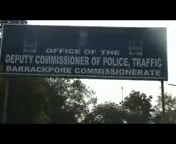 OFFICE OF THE
DEPUTY COMMISSIONER OF POLICE, TRAFFIC
BARRACKPORE COMMISSIONERATE